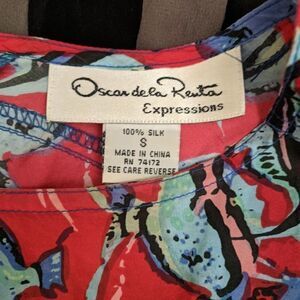 Oscar de la Renta
Expressions
100% SILK
S
MADE IN CHINA
RN 74172
SEE CARE REVERSE